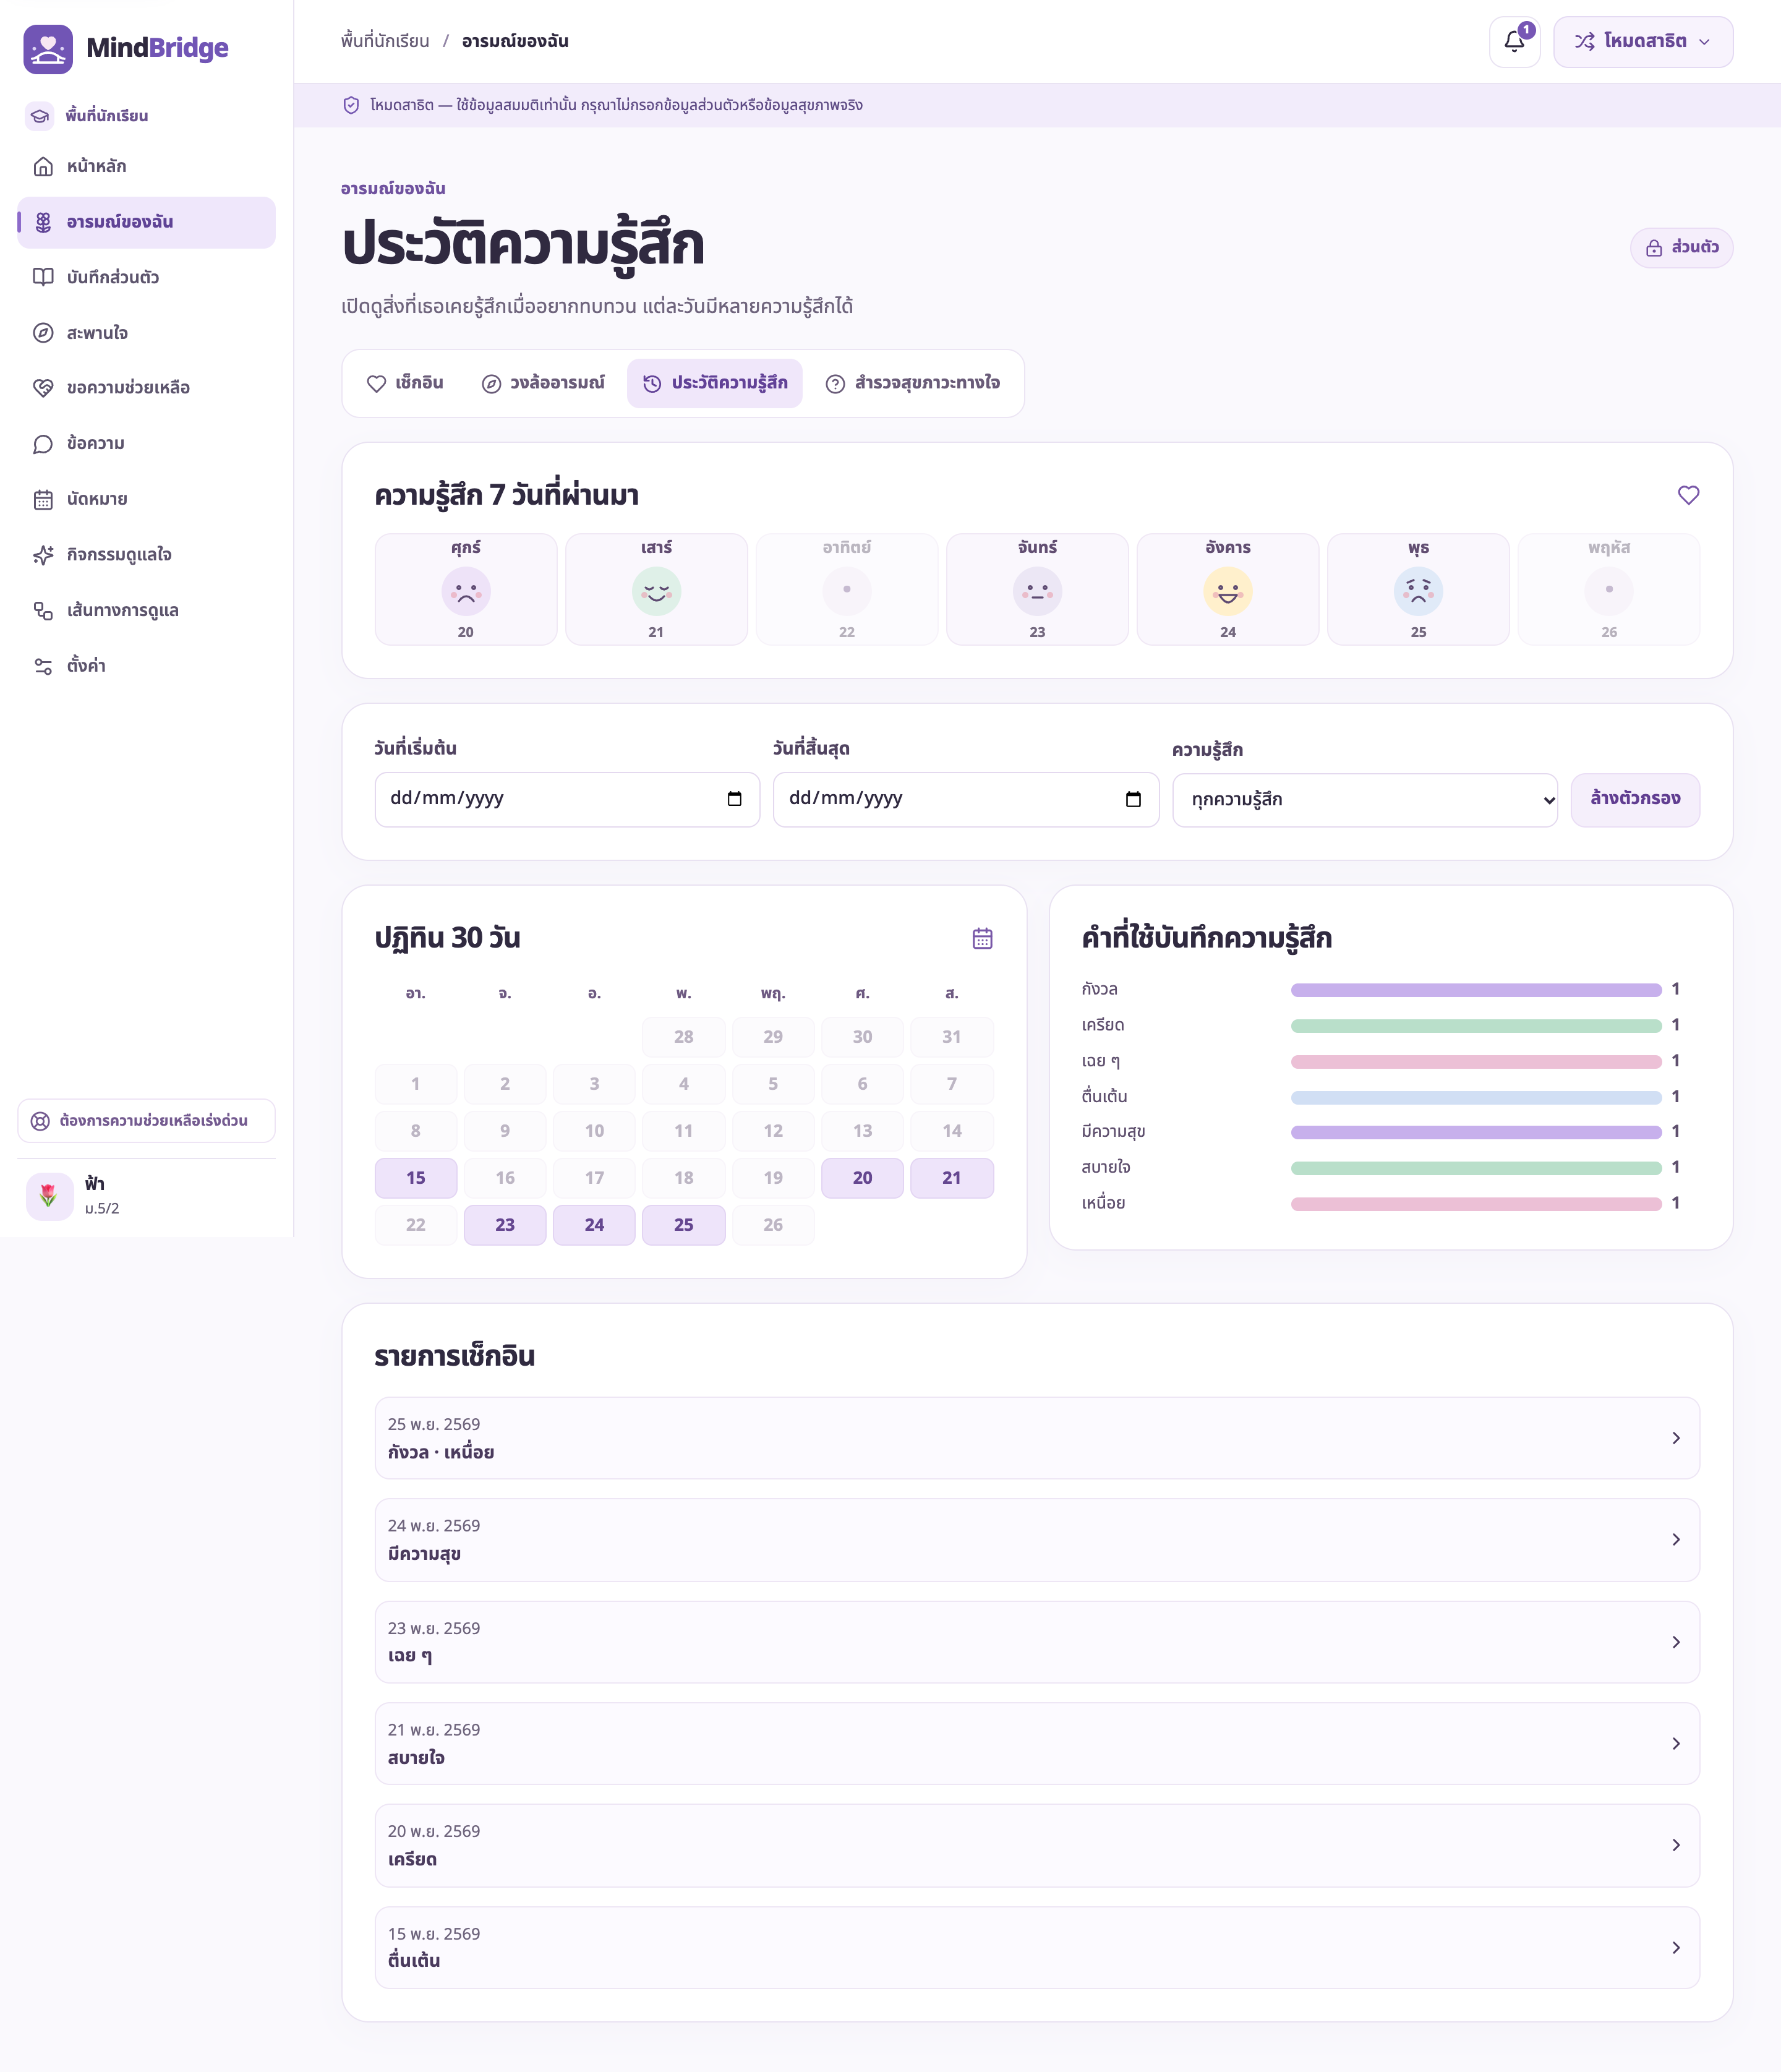 MindBridge
พื้นที่นักเรียน
หน้าหลัก
อารมณ์ของฉัน
บันทึกส่วนตัว
สะพานใจ
ขอความช่วยเหลือ
ข้อความ
นัดหมาย
กิจกรรมดูแลใจ
เส้นทางการดูแล
ตั้งค่า
ต้องการความช่วยเหลือเร่งด่วน
ฟ้า
ม.5/2
พื้นที่นักเรียน / อารมณ์ของฉัน
1
โหมดสาธิต
โหมดสาธิต — ใช้ข้อมูลสมมติเท่านั้น กรุณาไม่กรอกข้อมูลส่วนตัวหรือข้อมูลสุขภาพจริง
อารมณ์ของฉัน
ประวัติความรู้สึก
ส่วนตัว
เปิดดูสิ่งที่เธอเคยรู้สึกเมื่ออยากทบทวน แต่ละวันมีหลายความรู้สึกได้
เช็กอิน วงล้ออารมณ์ ประวัติความรู้สึก สำรวจสุขภาวะทางใจ
ความรู้สึก 7 วันที่ผ่านมา
ศุกร์ เสาร์ อาทิตย์ จันทร์ อังคาร พุธ พฤหัส
20 21 22 23 24 25 26
วันที่เริ่มต้น วันที่สิ้นสุด ความรู้สึก
dd/mm/yyyy dd/mm/yyyy ทุกความรู้สึก ล้างตัวกรอง
ปฏิทิน 30 วัน
อา. จ. อ. พ. พฤ. ศ. ส.
28 29 30 31
1 2 3 4 5 6 7
8 9 10 11 12 13 14
15 16 17 18 19 20 21
22 23 24 25 26
คำที่ใช้บันทึกความรู้สึก
กังวล 1
เครียด 1
เฉย ๆ 1
ตื่นเต้น 1
มีความสุข 1
สบายใจ 1
เหนื่อย 1
รายการเช็กอิน
25 พ.ย. 2569
กังวล · เหนื่อย
24 พ.ย. 2569
มีความสุข
23 พ.ย. 2569
เฉย ๆ
21 พ.ย. 2569
สบายใจ
20 พ.ย. 2569
เครียด
15 พ.ย. 2569
ตื่นเต้น